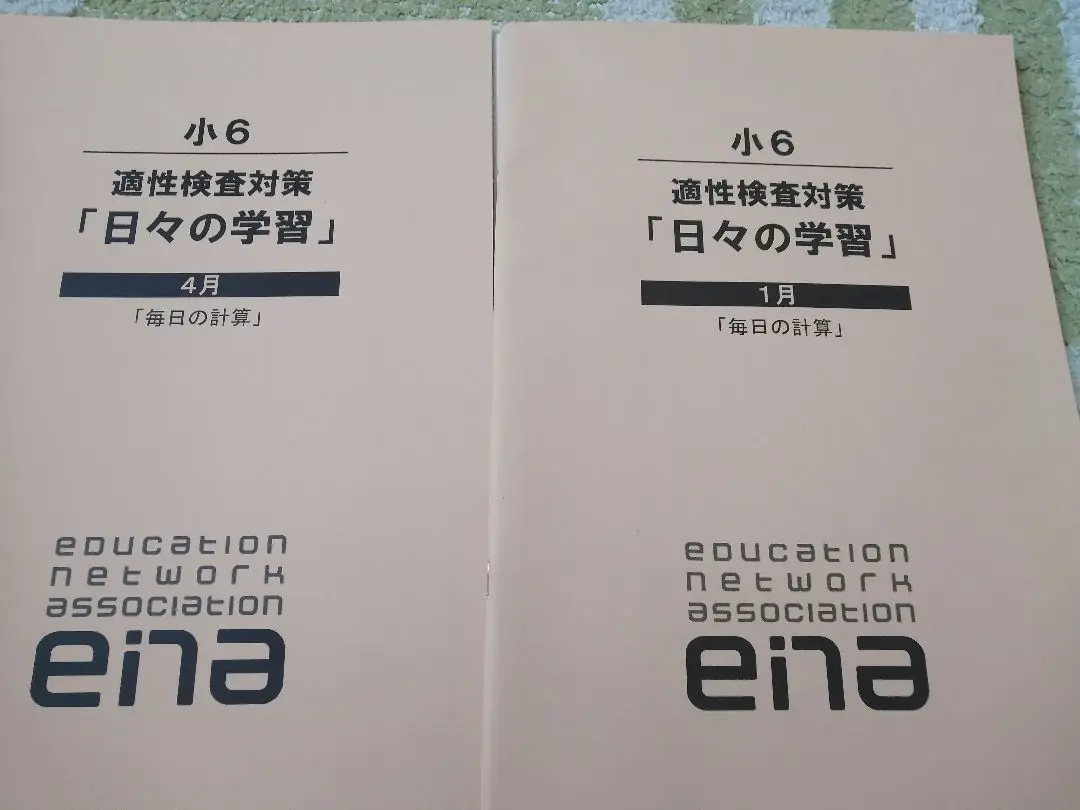 小６
適性検査対策
「日々の学習」
４月
「毎日の計算」
education
network
association
ena
小６
適性検査対策
「日々の学習」
１月
「毎日の計算」
education
network
association
ena